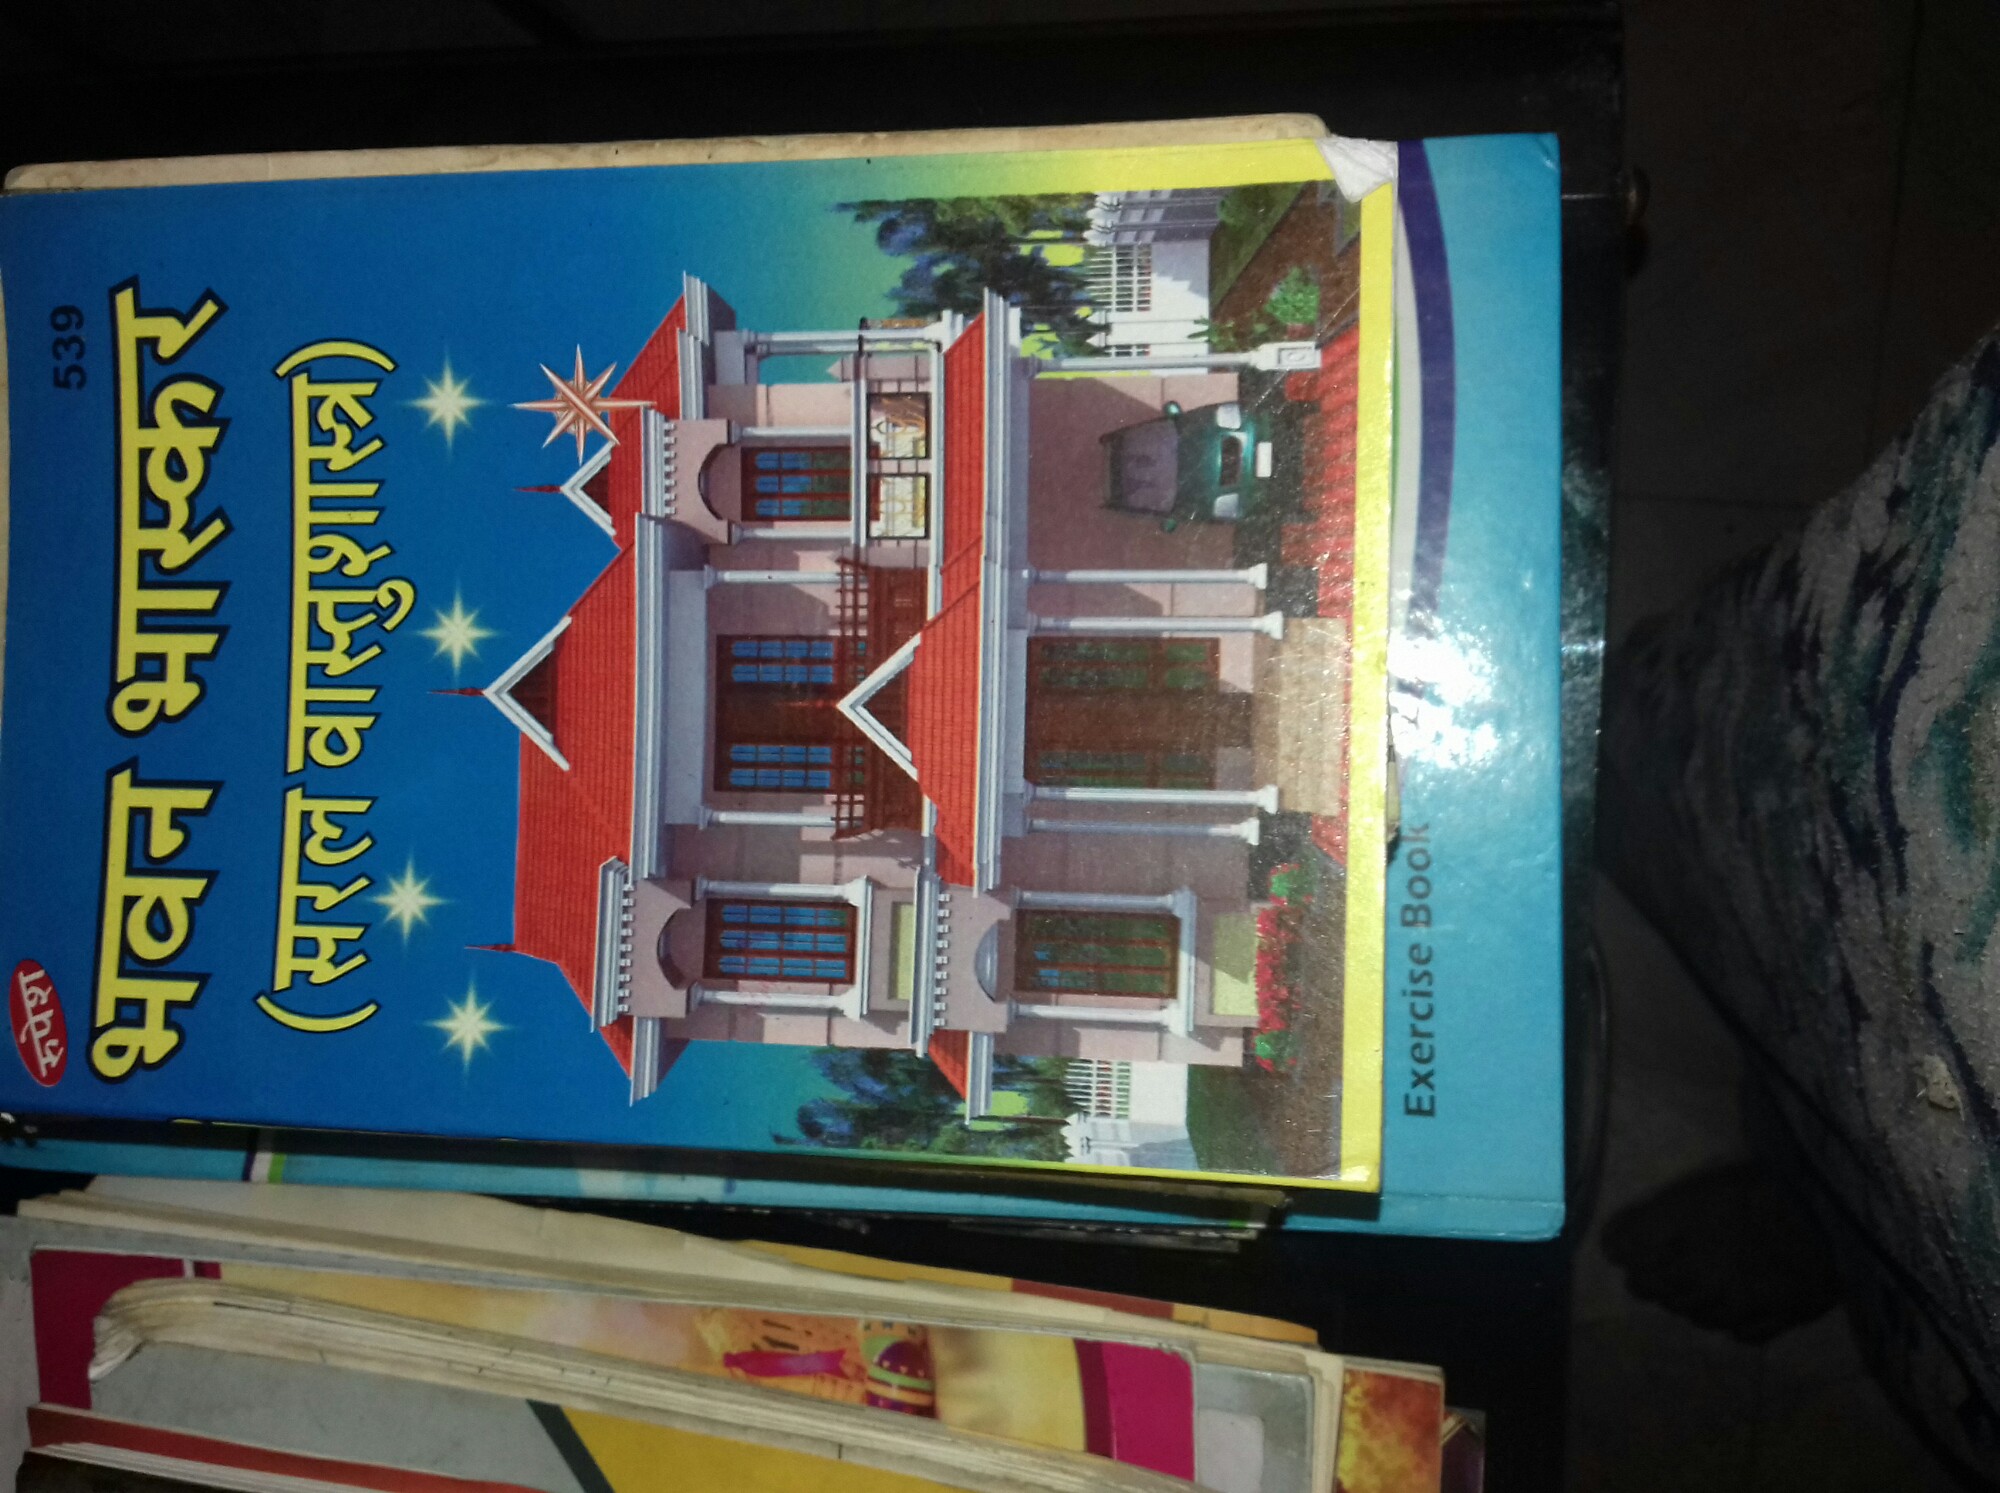 रुपेश
539
भवन भास्कर
(सरल वास्तुशास्त्र)
Exercise Book